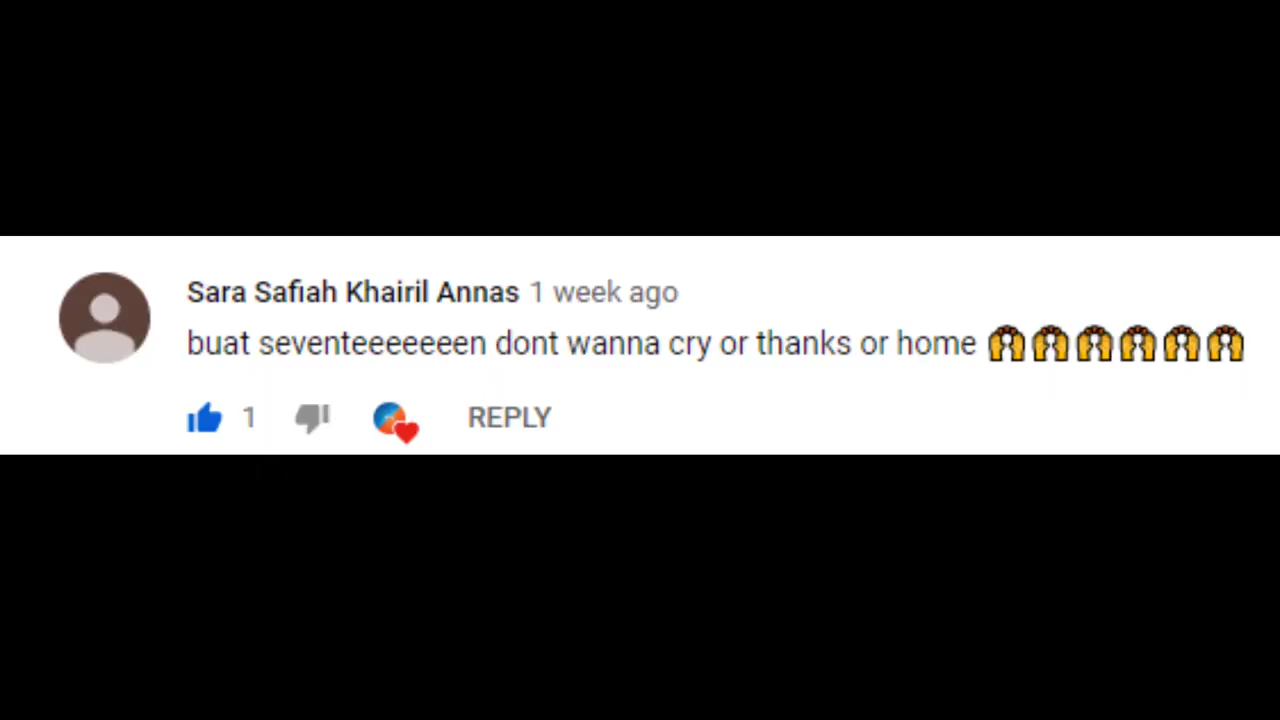 Sara Safiah Khairil Annas 1 week ago
buat seventeeeeeeen dont wanna cry or thanks or home 🙌🙌🙌🙌🙌🙌
1 REPLY